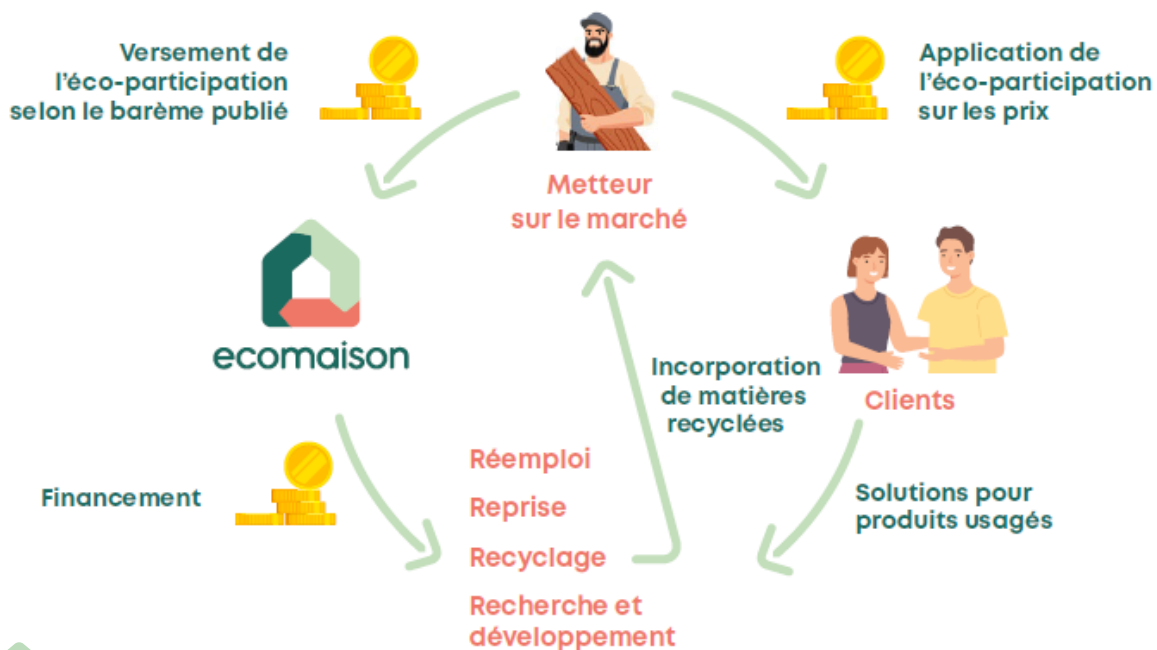 Versement de
l'éco-participation
selon le barème publié
Application de
l'éco-participation
sur les prix
Metteur
sur le marché
ecomaison
Incorporation
de matières
recyclées
Clients
Financement
Réemploi
Reprise
Recyclage
Recherche et
développement
Solutions pour
produits usagés